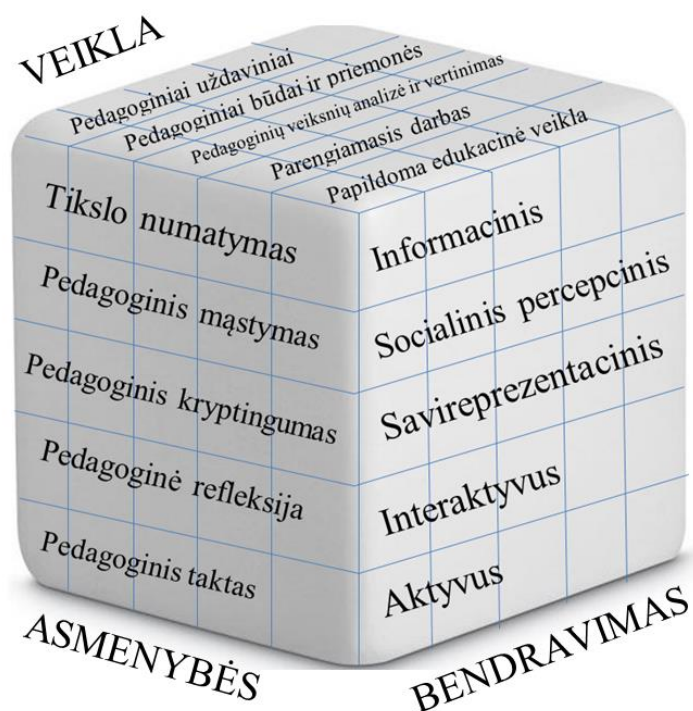 VEIKLA
Pedagoginiai uždaviniai
Pedagoginiai būdai ir priemonės
Pedagoginių veiksnių analizė ir vertinimas
Parengiamasis darbas
Papildoma edukacinė veikla
Tikslo numatymas
Pedagoginis mąstymas
Pedagoginis kryptingumas
Pedagoginė refleksija
Pedagoginis taktas
Informacinis
Socialinis percepcinis
Savireprezentacinis
Interaktyvus
Aktyvus
ASMENYBĖS
BENDRAVIMAS